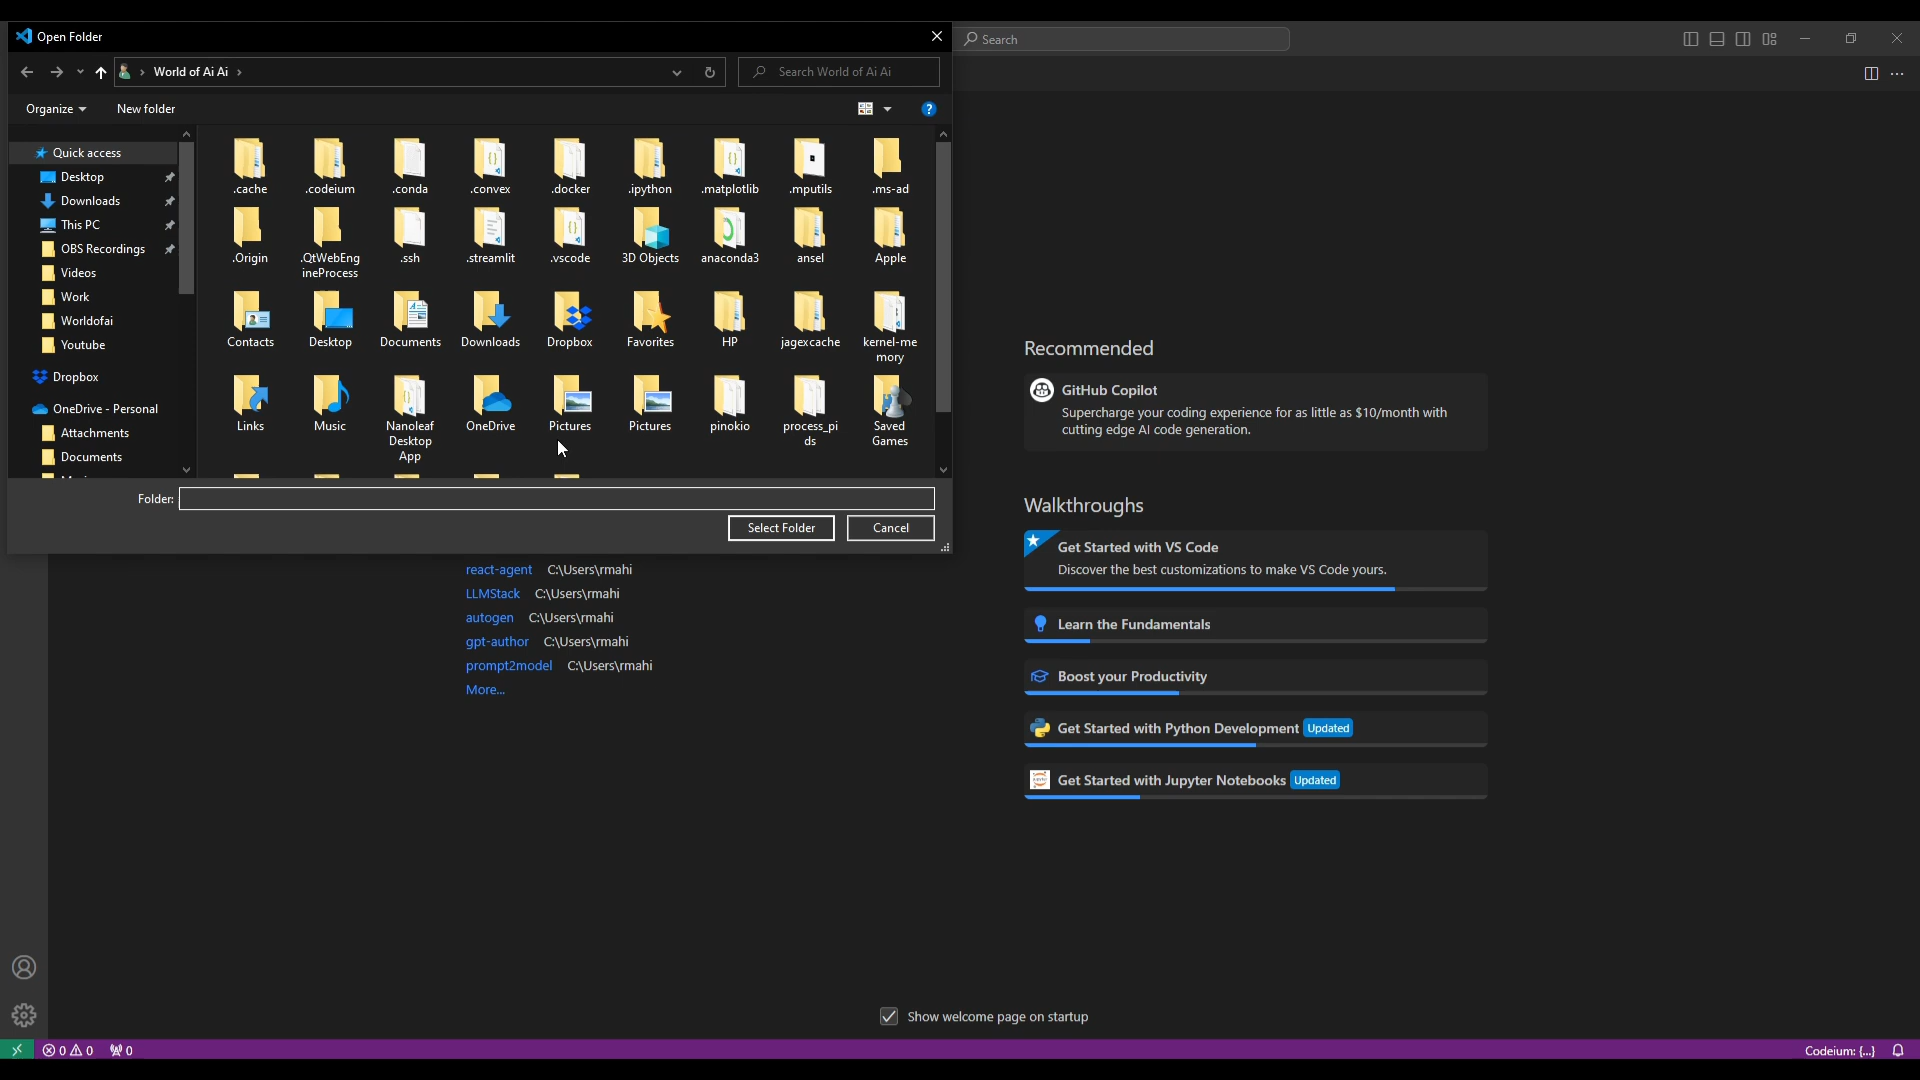 Open Folder
Search
World of Ai Ai
Search World of Ai Ai
Organize
New folder
Quick access
Desktop
Downloads
This PC
OBS Recordings
Videos
Work
Worldofai
Youtube
Dropbox
OneDrive - Personal
Attachments
Documents
.cache
.codeium
.conda
.convex
.docker
.ipython
.matplotlib
.mputils
.ms-ad
.Origin
.QtWebEng
ineProcess
.ssh
.streamlit
.vscode
3D Objects
anaconda3
ansel
Apple
Contacts
Desktop
Documents
Downloads
Dropbox
Favorites
HP
jagexcache
kernel-me
mory
Links
Music
Nanoleaf
Desktop
App
OneDrive
Pictures
Pictures
pinokio
process_pi
ds
Saved
Games
Folder:
Select Folder
Cancel
react-agent C:\Users\rmahi
LLMStack C:\Users\rmahi
autogen C:\Users\rmahi
gpt-author C:\Users\rmahi
prompt2model C:\Users\rmahi
More...
Recommended
GitHub Copilot
Supercharge your coding experience for as little as $10/month with
cutting edge AI code generation.
Walkthroughs
Get Started with VS Code
Discover the best customizations to make VS Code yours.
Learn the Fundamentals
Boost your Productivity
Get Started with Python Development Updated
Get Started with Jupyter Notebooks Updated
Show welcome page on startup
0 0 0
Codeium: {...}